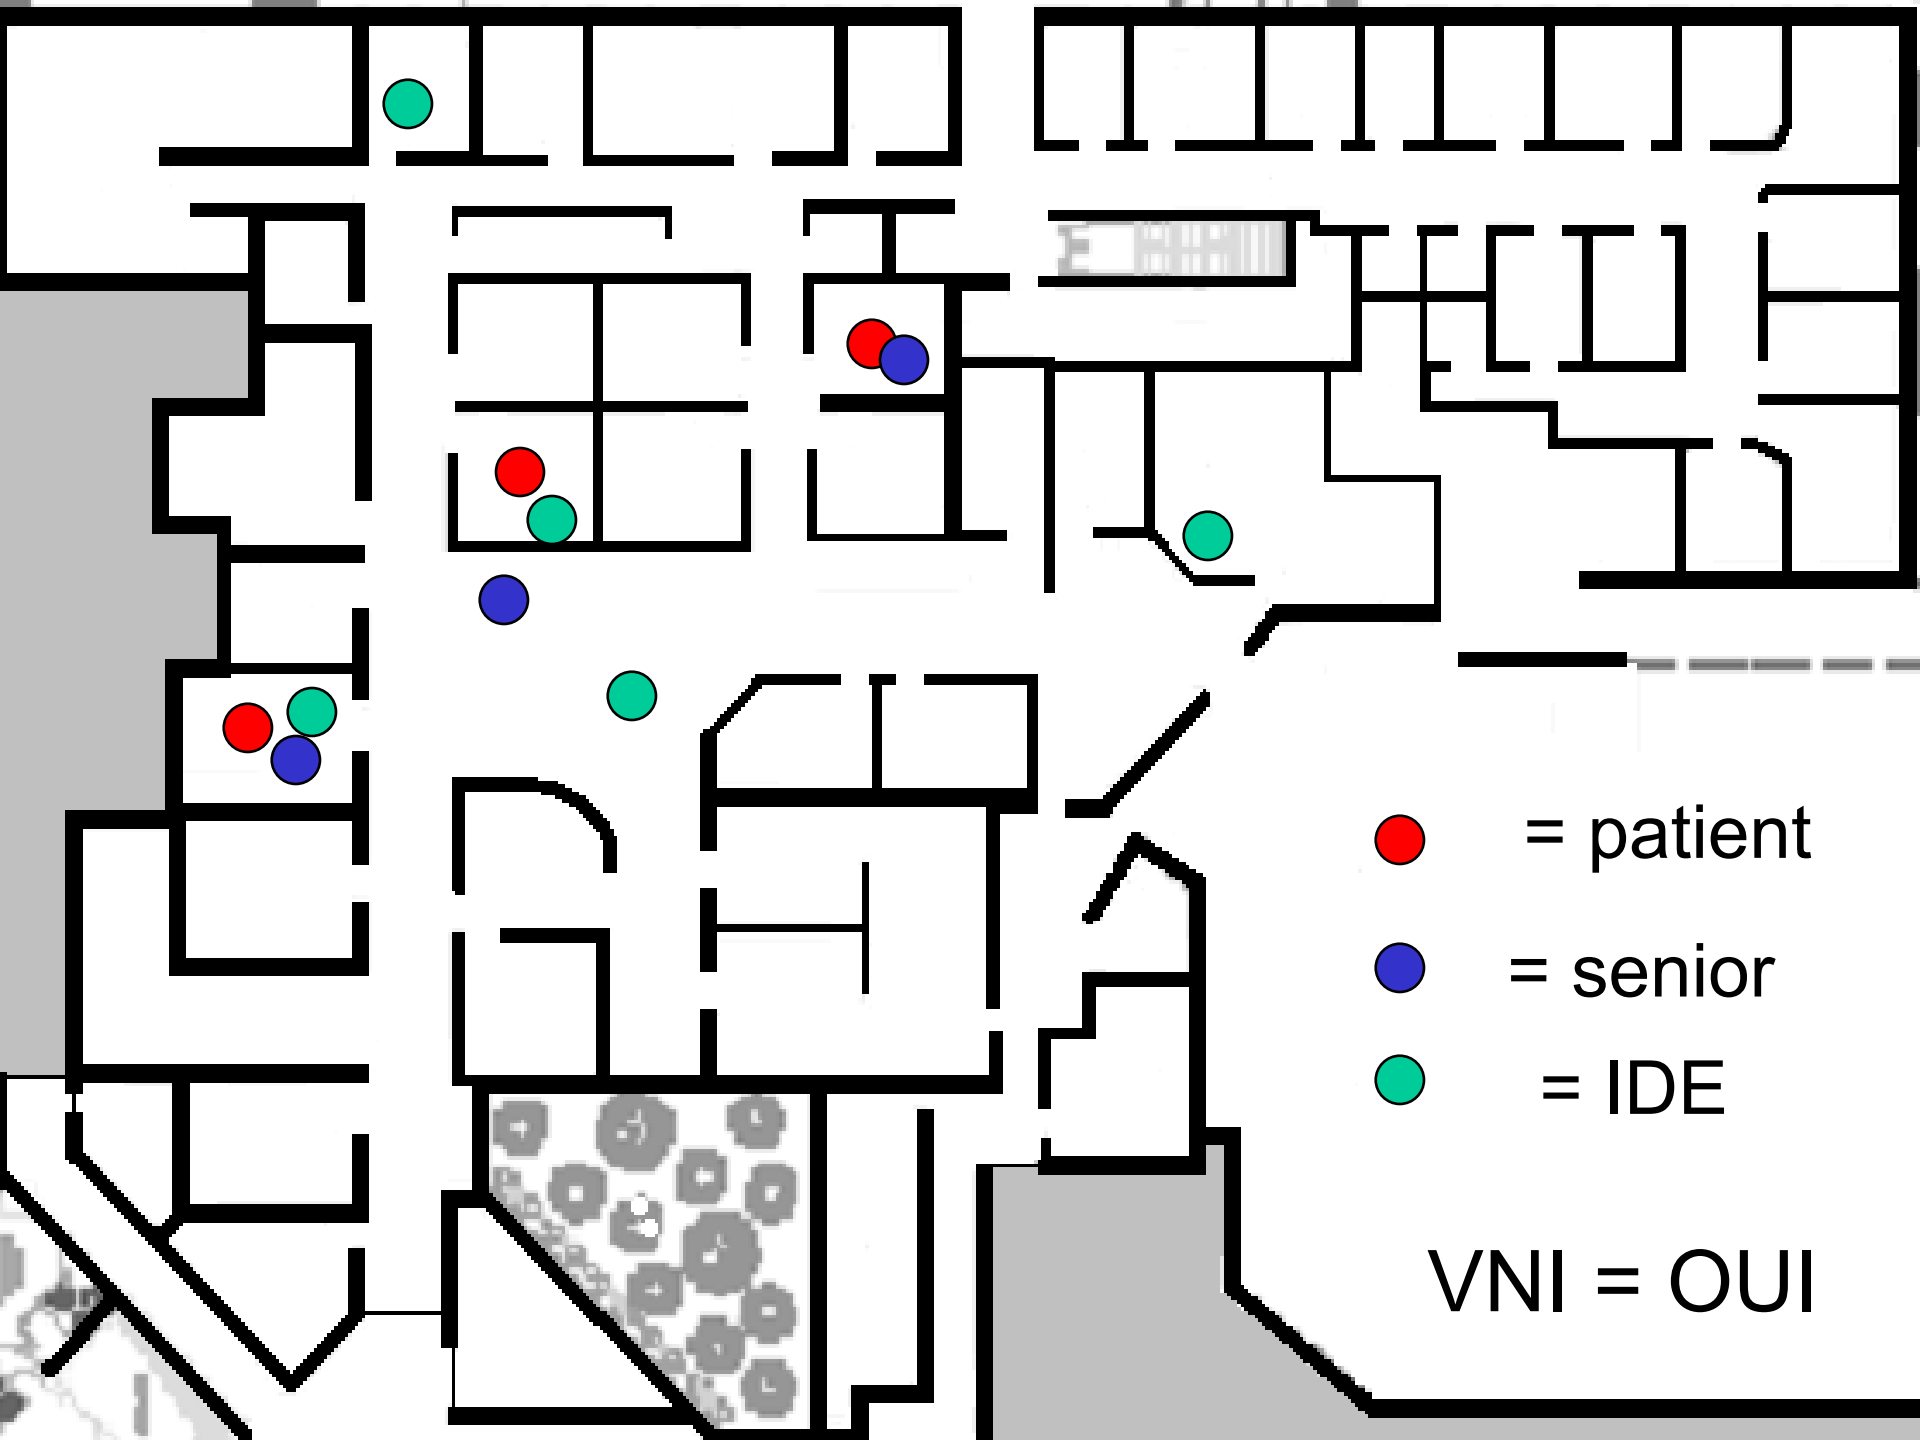 = patient
= senior
= IDE
VNI = OUI